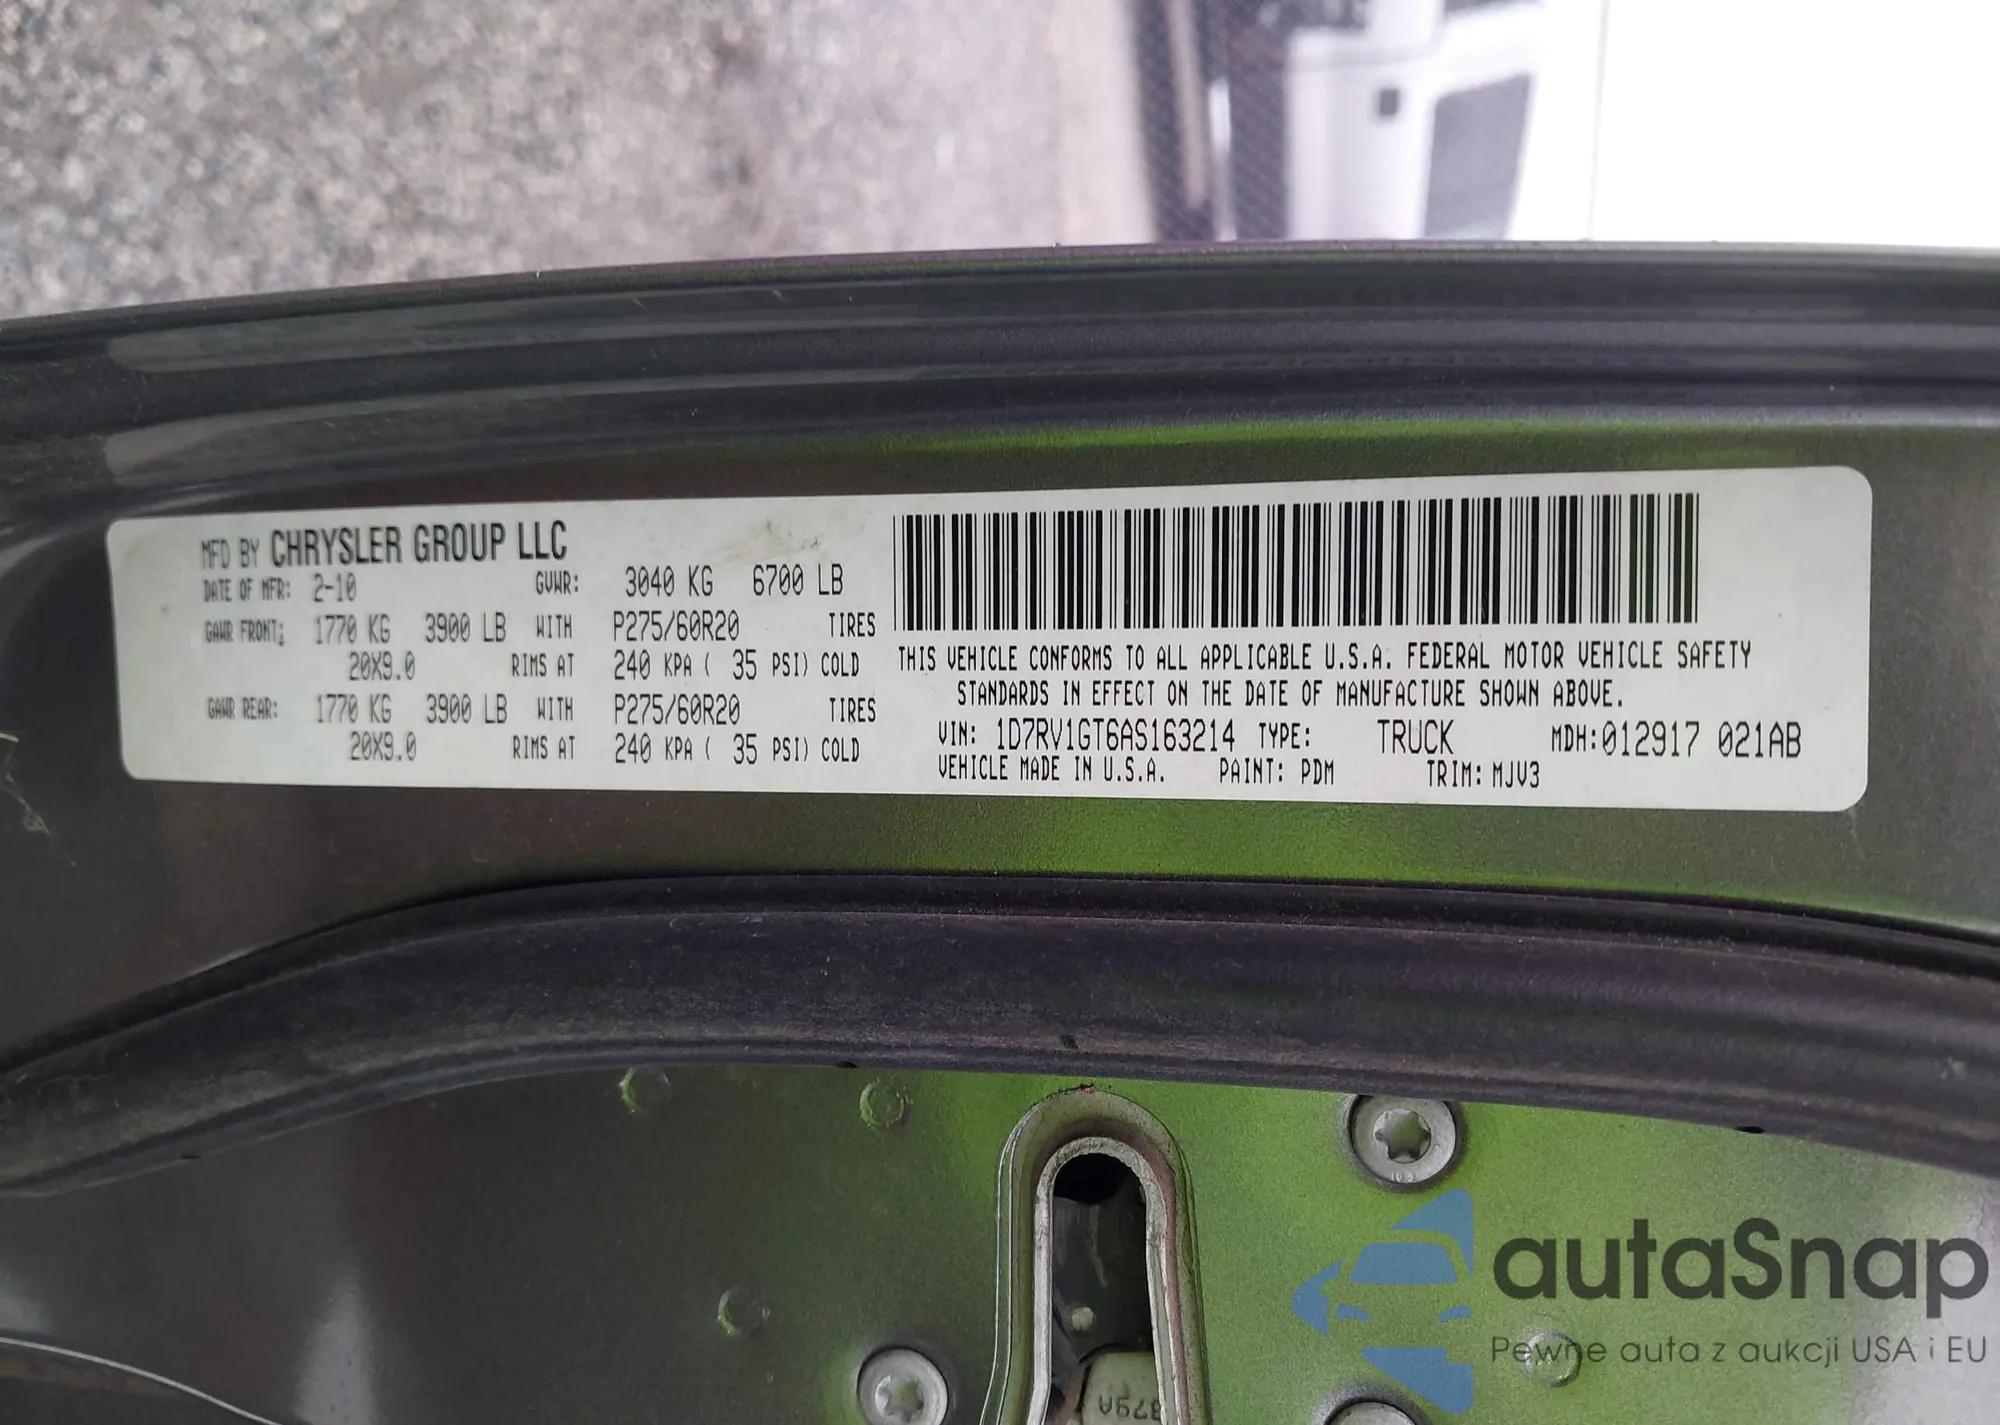 MFD BY CHRYSLER GROUP LLC
DATE OF MFR: 2-10 GVWR: 3040 KG 6700 LB
GAWR FRONT: 1770 KG 3900 LB WITH P275/60R20 TIRES
20X9.0 RIMS AT 240 KPA ( 35 PSI) COLD
GAWR REAR: 1770 KG 3900 LB WITH P275/60R20 TIRES
20X9.0 RIMS AT 240 KPA ( 35 PSI) COLD
THIS VEHICLE CONFORMS TO ALL APPLICABLE U.S.A. FEDERAL MOTOR VEHICLE SAFETY
STANDARDS IN EFFECT ON THE DATE OF MANUFACTURE SHOWN ABOVE.
VIN: 1D7RV1GT6AS163214 TYPE: TRUCK MDH:012917 021AB
VEHICLE MADE IN U.S.A. PAINT: PDM TRIM: MJV3
autaSnap
Pewne auta z aukcji USA i EU
379A